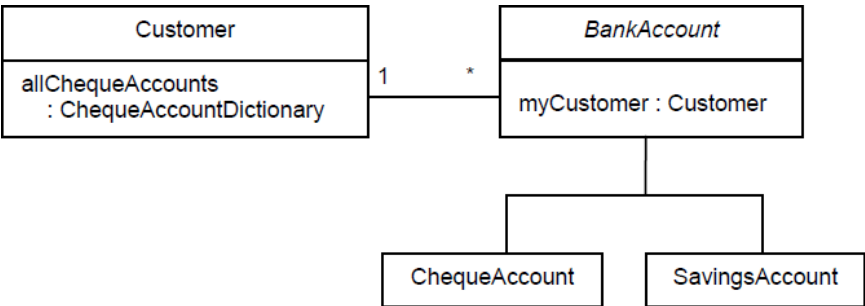 Customer
allChequeAccounts
: ChequeAccountDictionary
1
*
BankAccount
myCustomer : Customer
ChequeAccount
SavingsAccount